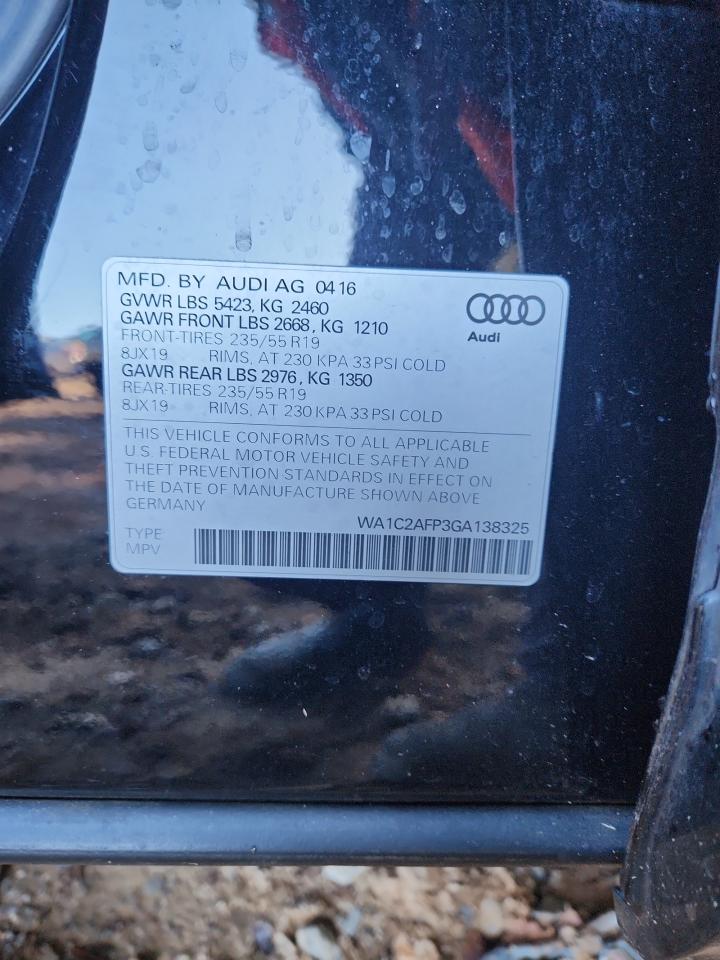 MFD. BY AUDI AG 0416
GVWR LBS 5423, KG 2460
GAWR FRONT LBS 2668, KG 1210
FRONT-TIRES 235/55 R19
8JX19 RIMS, AT 230 KPA 33 PSI COLD
GAWR REAR LBS 2976, KG 1350
REAR-TIRES 235/55 R19
8JX19 RIMS, AT 230 KPA 33 PSI COLD
Audi
THIS VEHICLE CONFORMS TO ALL APPLICABLE
U.S. FEDERAL MOTOR VEHICLE SAFETY AND
THEFT PREVENTION STANDARDS IN EFFECT ON
THE DATE OF MANUFACTURE SHOWN ABOVE
GERMANY
WA1C2AFP3GA138325
TYPE
MPV